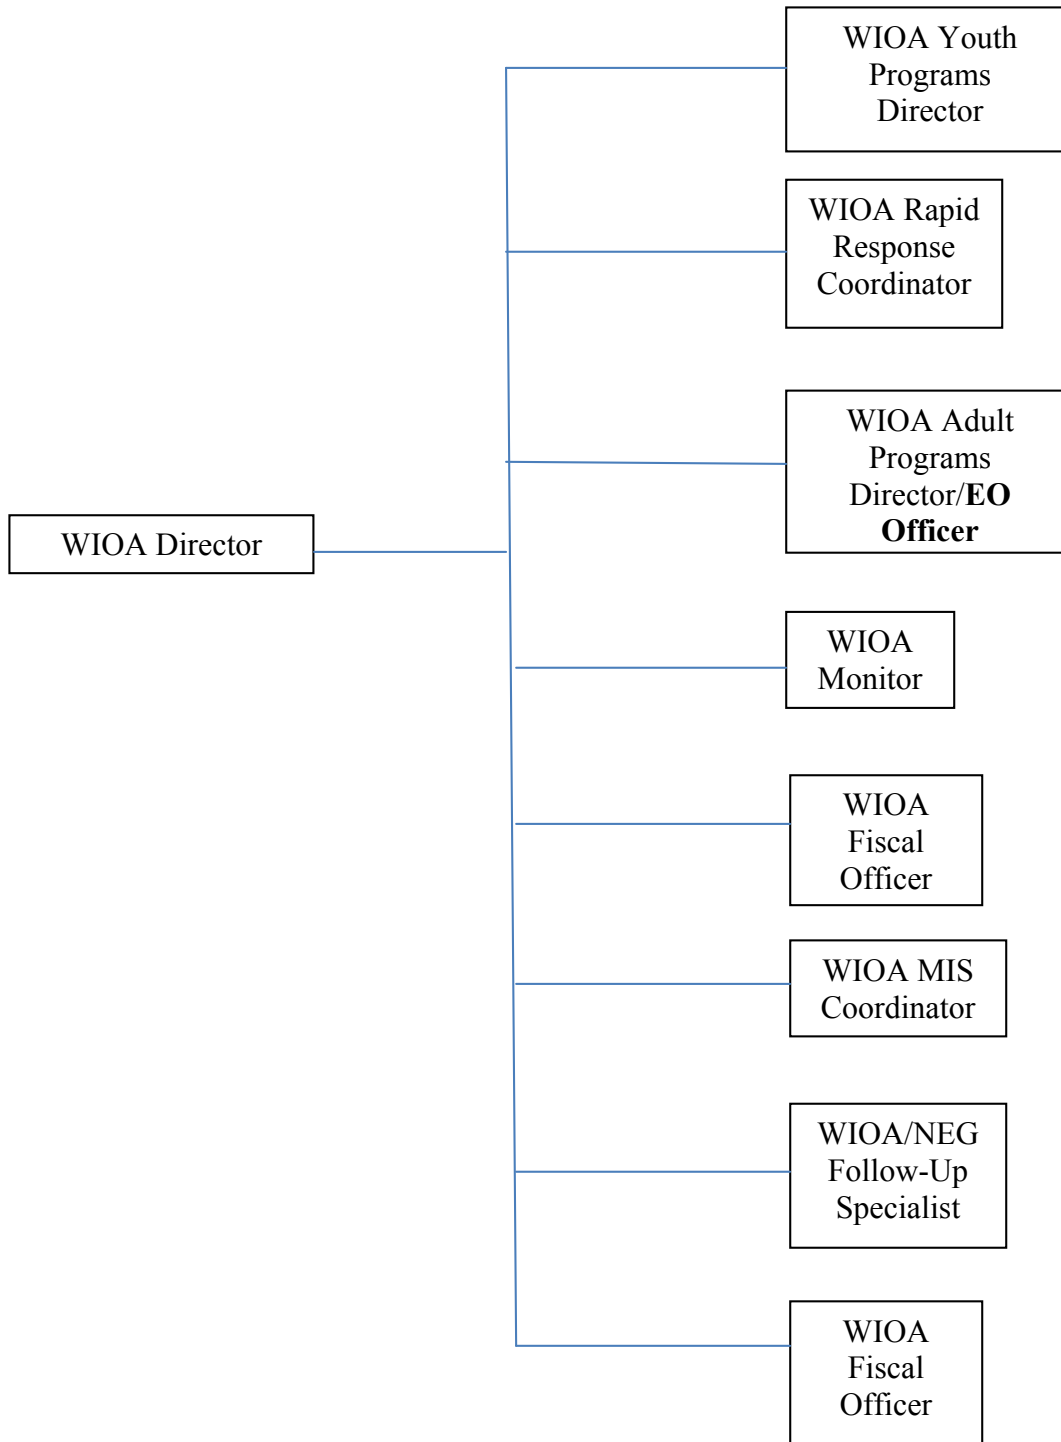 WIOA Youth
Programs
Director
WIOA Rapid
Response
Coordinator
WIOA Adult
Programs
Director/EO
Officer
WIOA Director
WIOA
Monitor
WIOA
Fiscal
Officer
WIOA MIS
Coordinator
WIOA/NEG
Follow-Up
Specialist
WIOA
Fiscal
Officer